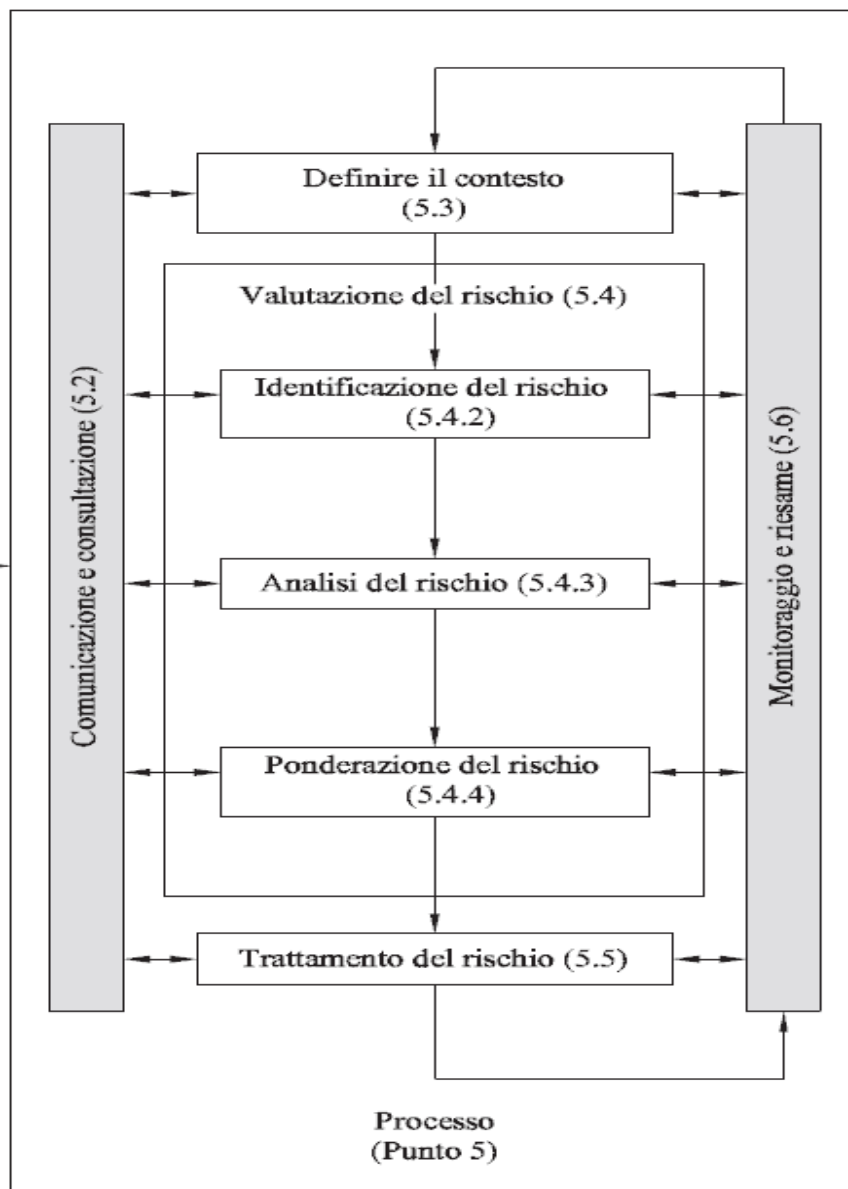 Definire il contesto
(5.3)
Valutazione del rischio (5.4)
Identificazione del rischio
(5.4.2)
Analisi del rischio (5.4.3)
Ponderazione del rischio
(5.4.4)
Trattamento del rischio (5.5)
Comunicazione e consultazione (5.2)
Monitoraggio e riesame (5.6)
Processo
(Punto 5)